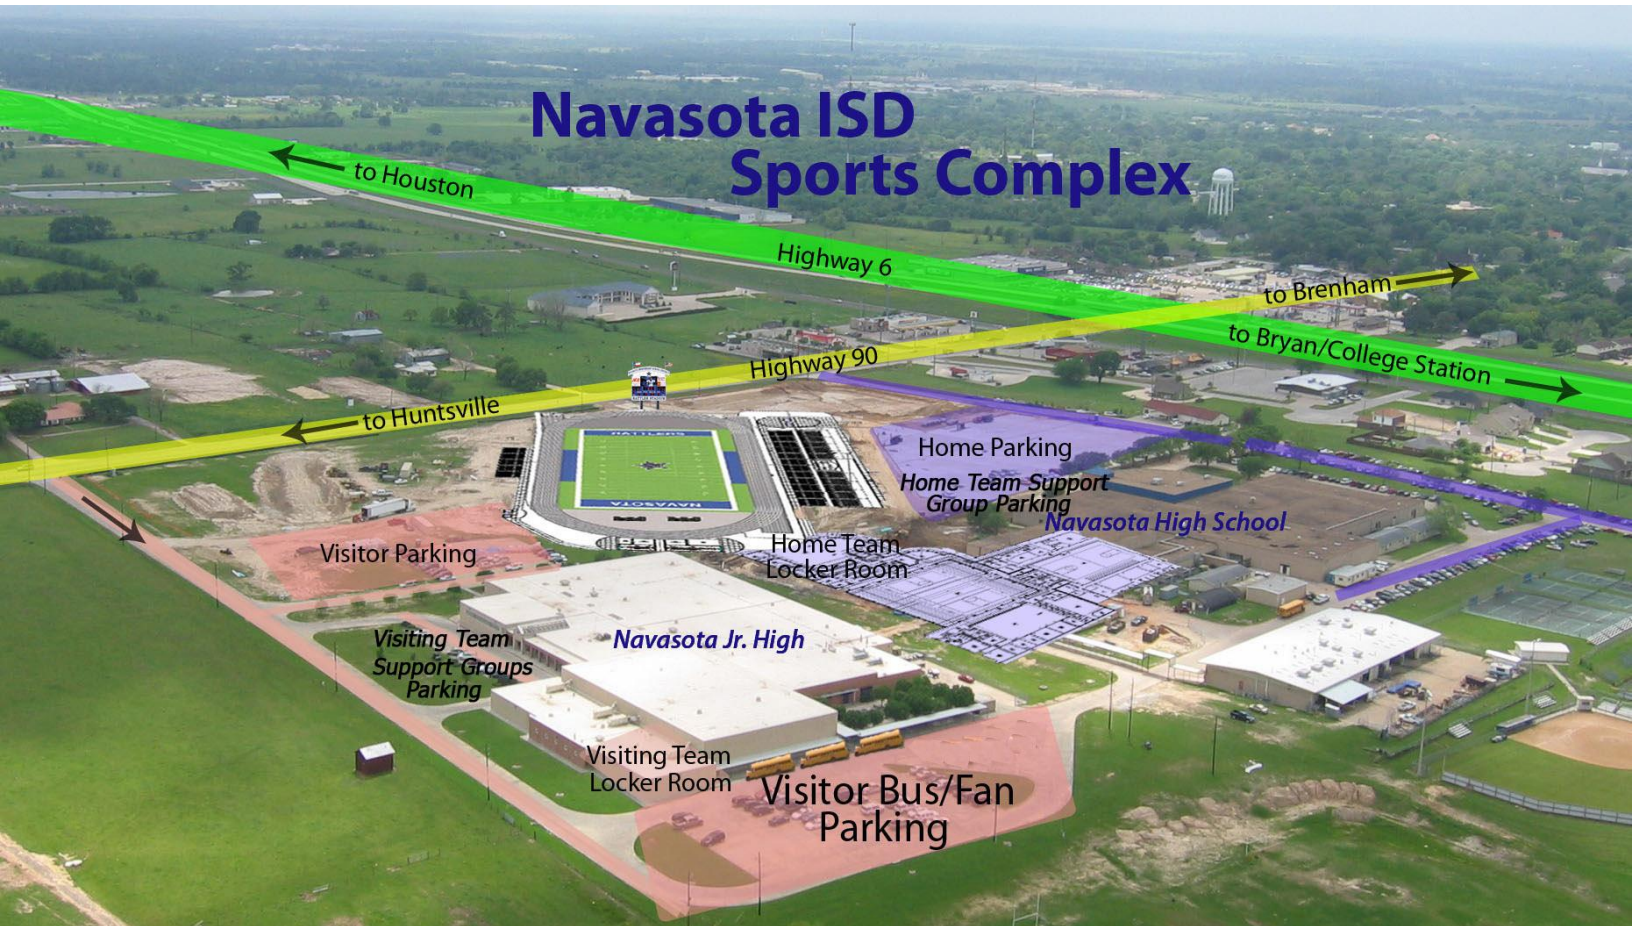 Navasota ISD
Sports Complex
to Houston
Highway 6
to Brenham
to Bryan/College Station
Highway 90
to Huntsville
RATTLERS
NAVASOTA
Home Parking
Home Team Support
Group Parking
Navasota High School
Visitor Parking
Home Team
Locker Room
Visiting Team
Support Groups
Parking
Navasota Jr. High
Visiting Team
Locker Room
Visitor Bus/Fan
Parking